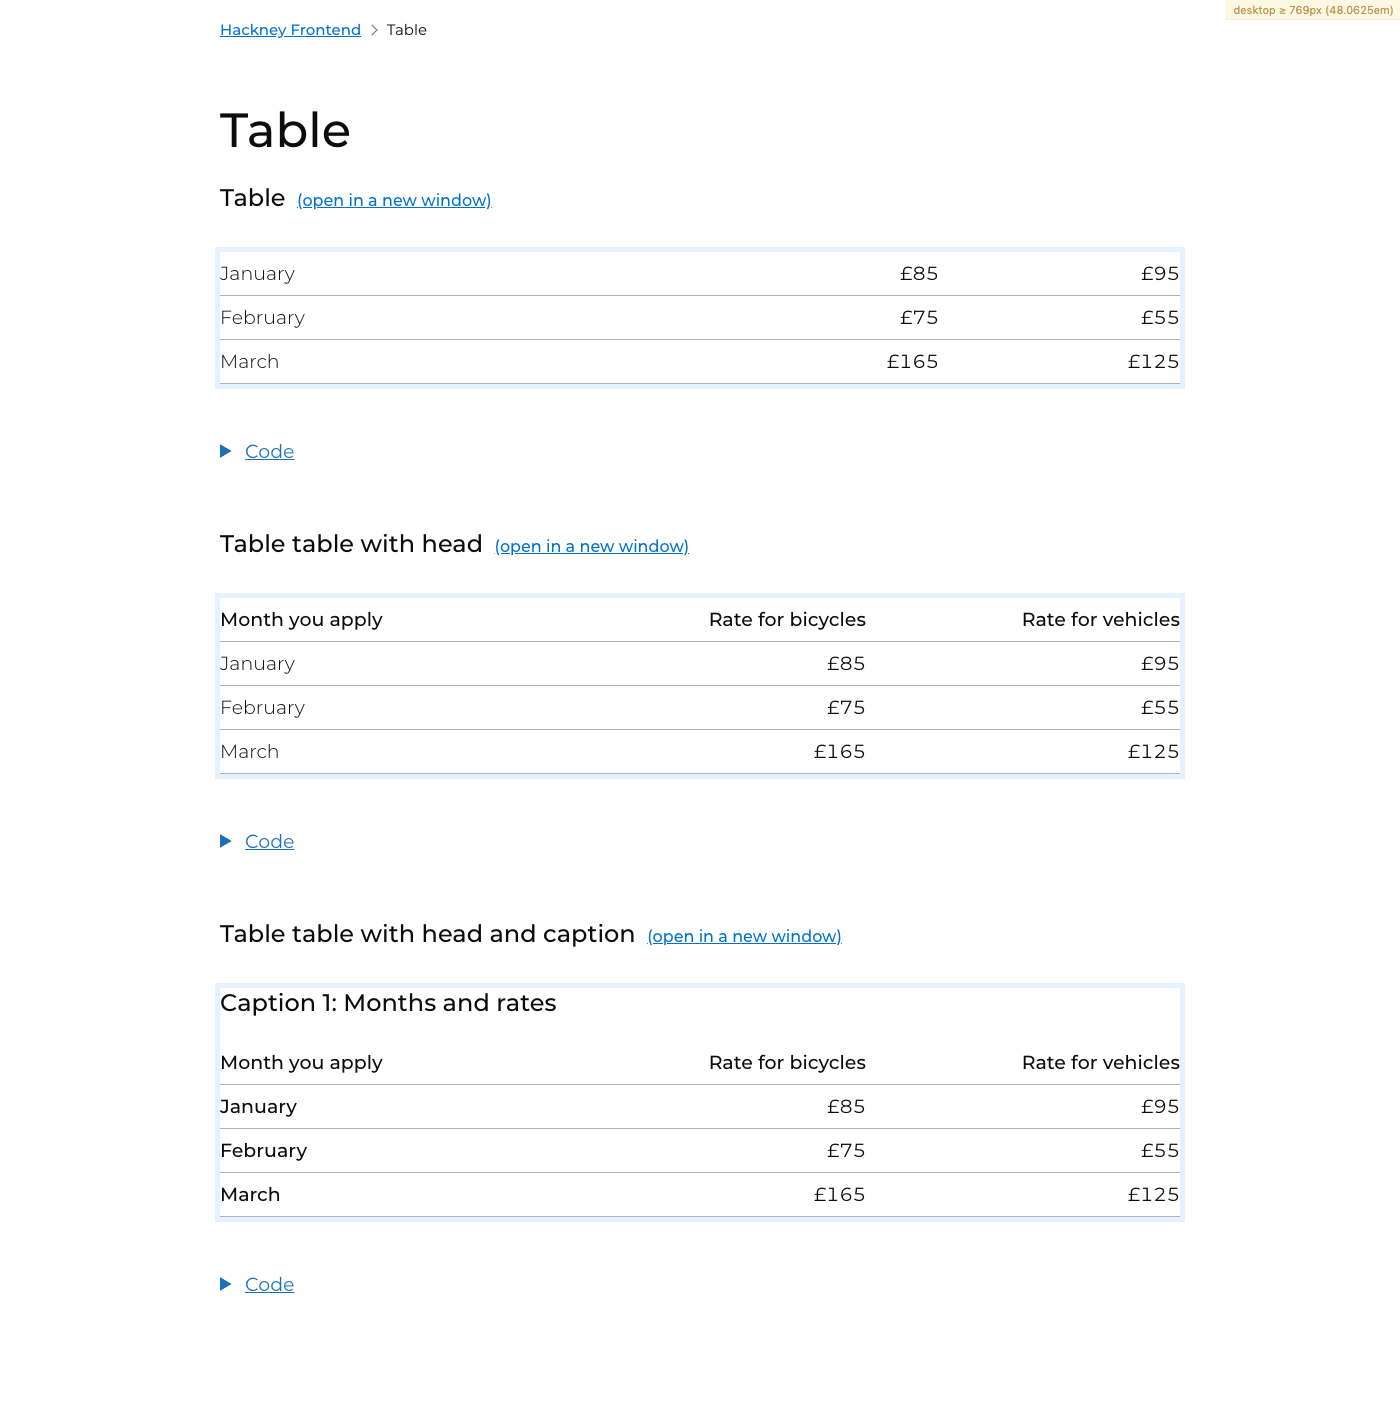 desktop ≥ 769px (48.0625em)
Hackney Frontend > Table
Table
Table (open in a new window)
January £85 £95
February £75 £55
March £165 £125
Code
Table table with head (open in a new window)
Month you apply Rate for bicycles Rate for vehicles
January £85 £95
February £75 £55
March £165 £125
Code
Table table with head and caption (open in a new window)
Caption 1: Months and rates
Month you apply Rate for bicycles Rate for vehicles
January £85 £95
February £75 £55
March £165 £125
Code